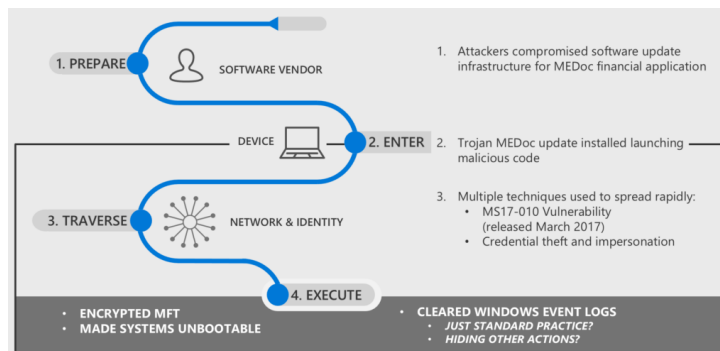 1. PREPARE
SOFTWARE VENDOR
1. Attackers compromised software update
infrastructure for MEDoc financial application
DEVICE
2. ENTER
2. Trojan MEDoc update installed launching
malicious code
3. TRAVERSE
NETWORK & IDENTITY
3. Multiple techniques used to spread rapidly:
• MS17-010 Vulnerability
(released March 2017)
• Credential theft and impersonation
4. EXECUTE
• ENCRYPTED MFT
• MADE SYSTEMS UNBOOTABLE
• CLEARED WINDOWS EVENT LOGS
• JUST STANDARD PRACTICE?
• HIDING OTHER ACTIONS?